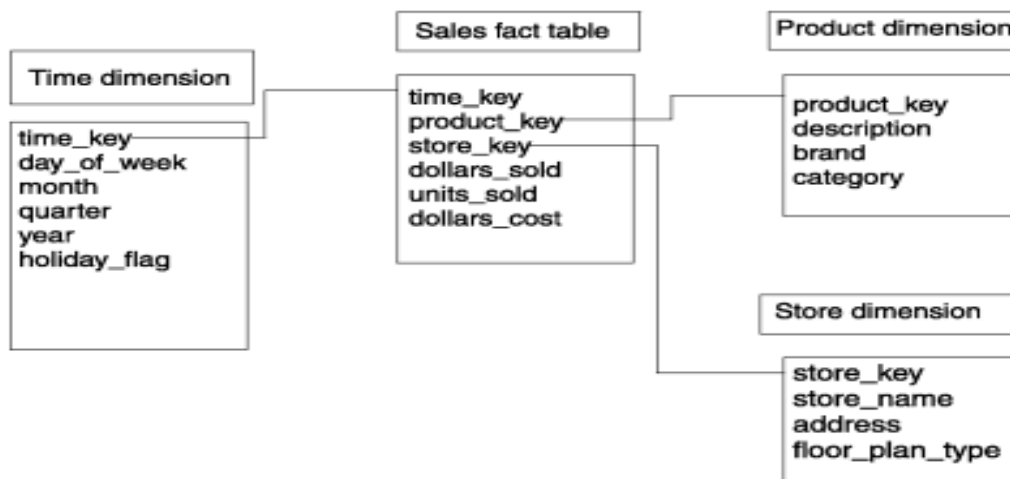 Time dimension
time_key
day_of_week
month
quarter
year
holiday_flag
Sales fact table
time_key
product_key
store_key
dollars_sold
units_sold
dollars_cost
Product dimension
product_key
description
brand
category
Store dimension
store_key
store_name
address
floor_plan_type